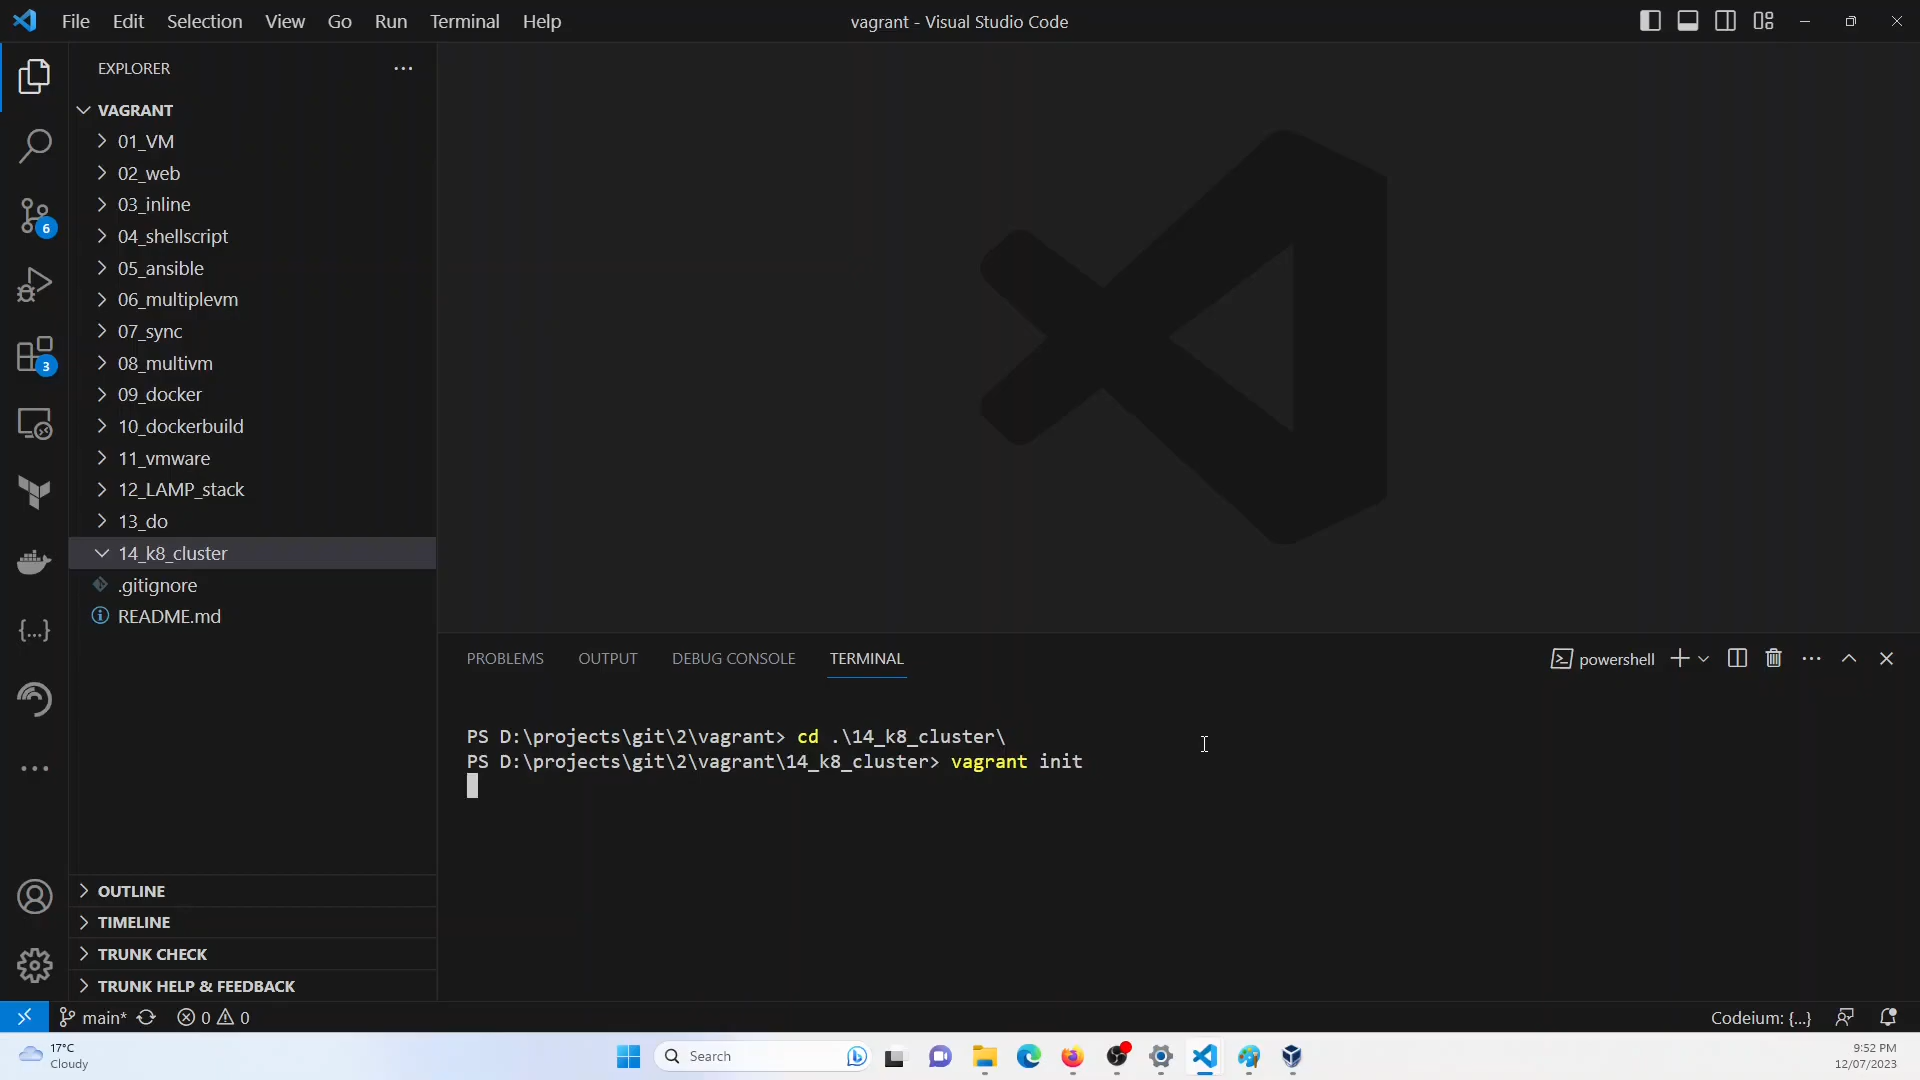 File Edit Selection View Go Run Terminal Help
vagrant - Visual Studio Code
EXPLORER
VAGRANT
01_VM
02_web
03_inline
04_shellscript
05_ansible
06_multiplevm
07_sync
08_multivm
09_docker
10_dockerbuild
11_vmware
12_LAMP_stack
13_do
14_k8_cluster
.gitignore
README.md
6
3
OUTLINE
TIMELINE
TRUNK CHECK
TRUNK HELP & FEEDBACK
PROBLEMS OUTPUT DEBUG CONSOLE TERMINAL
powershell
PS D:\projects\git\2\vagrant> cd .\14_k8_cluster\
PS D:\projects\git\2\vagrant\14_k8_cluster> vagrant init
main* 0 0
Codeium: {...}
17°C
Cloudy
Search
9:52 PM
12/07/2023